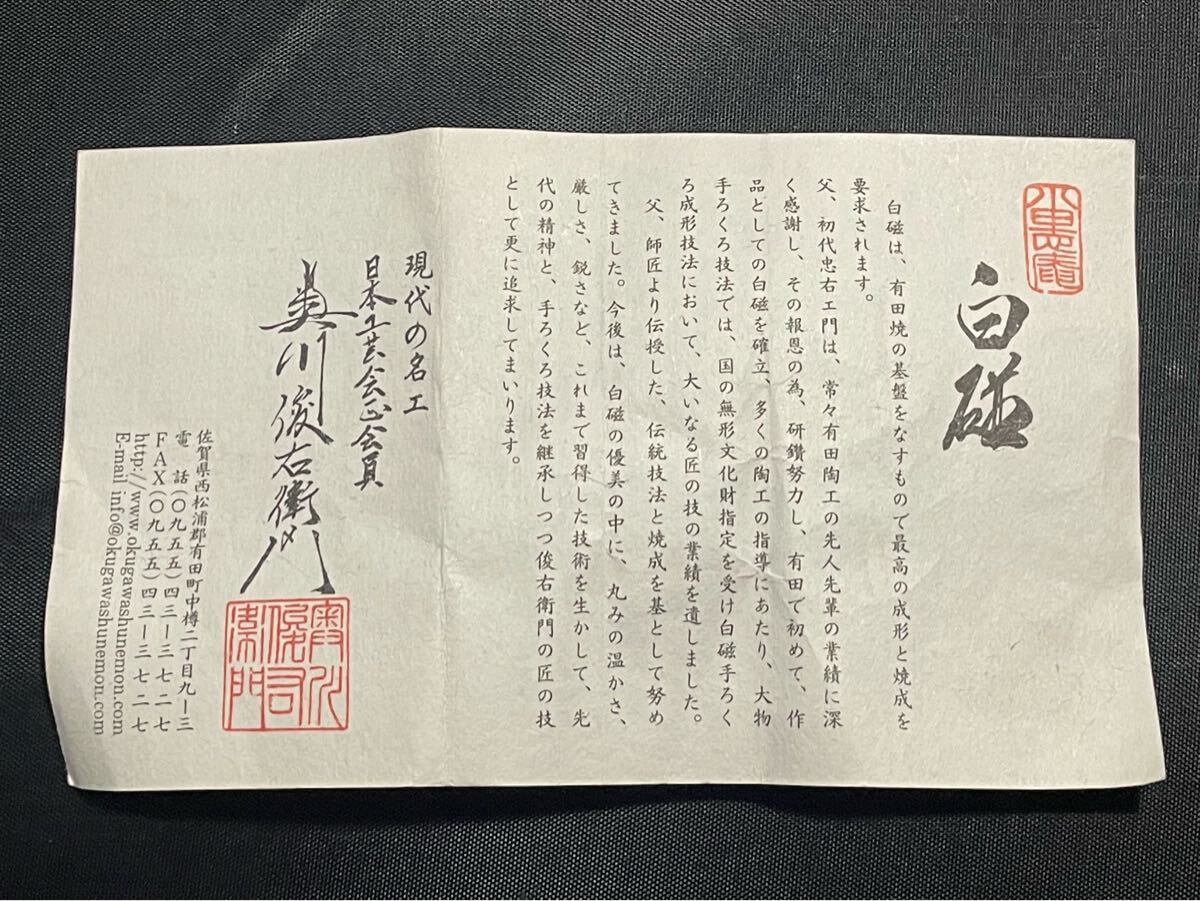 白磁
白磁は、有田焼の基盤をなすもので最高の成形と焼成を
要求されます。
父、初代忠右エ門は、常々有田陶工の先人先輩の業績に深
く感謝し、その報恩の為、研鑽努力し、有田で初めて、作
品としての白磁を確立、多くの陶工の指導にあたり、大物
手ろくろ技法では、国の無形文化財指定を受け白磁手ろく
ろ成形技法において、大いなる匠の技の業績を遺しました。
父、師匠より伝授した、伝統技法と焼成を基として努め
てきました。今後は、白磁の優美の中に、丸みの温かさ、
厳しさ、鋭さなど、これまで習得した技術を生かして、先
代の精神と、手ろくろ技法を継承しつつ俊右衛門の匠の技
として更に追求してまいります。
現代の名工
日本工芸会正会員
奥川俊右衛門
奥川俊右衛門
佐賀県西松浦郡有田町中樽二丁目九ー三
電話(〇九五五)四三ー三七二七
FAX(〇九五五)四三ー三七二七
http://www.okugawashunemon.com
E-mail info@okugawashunemon.com